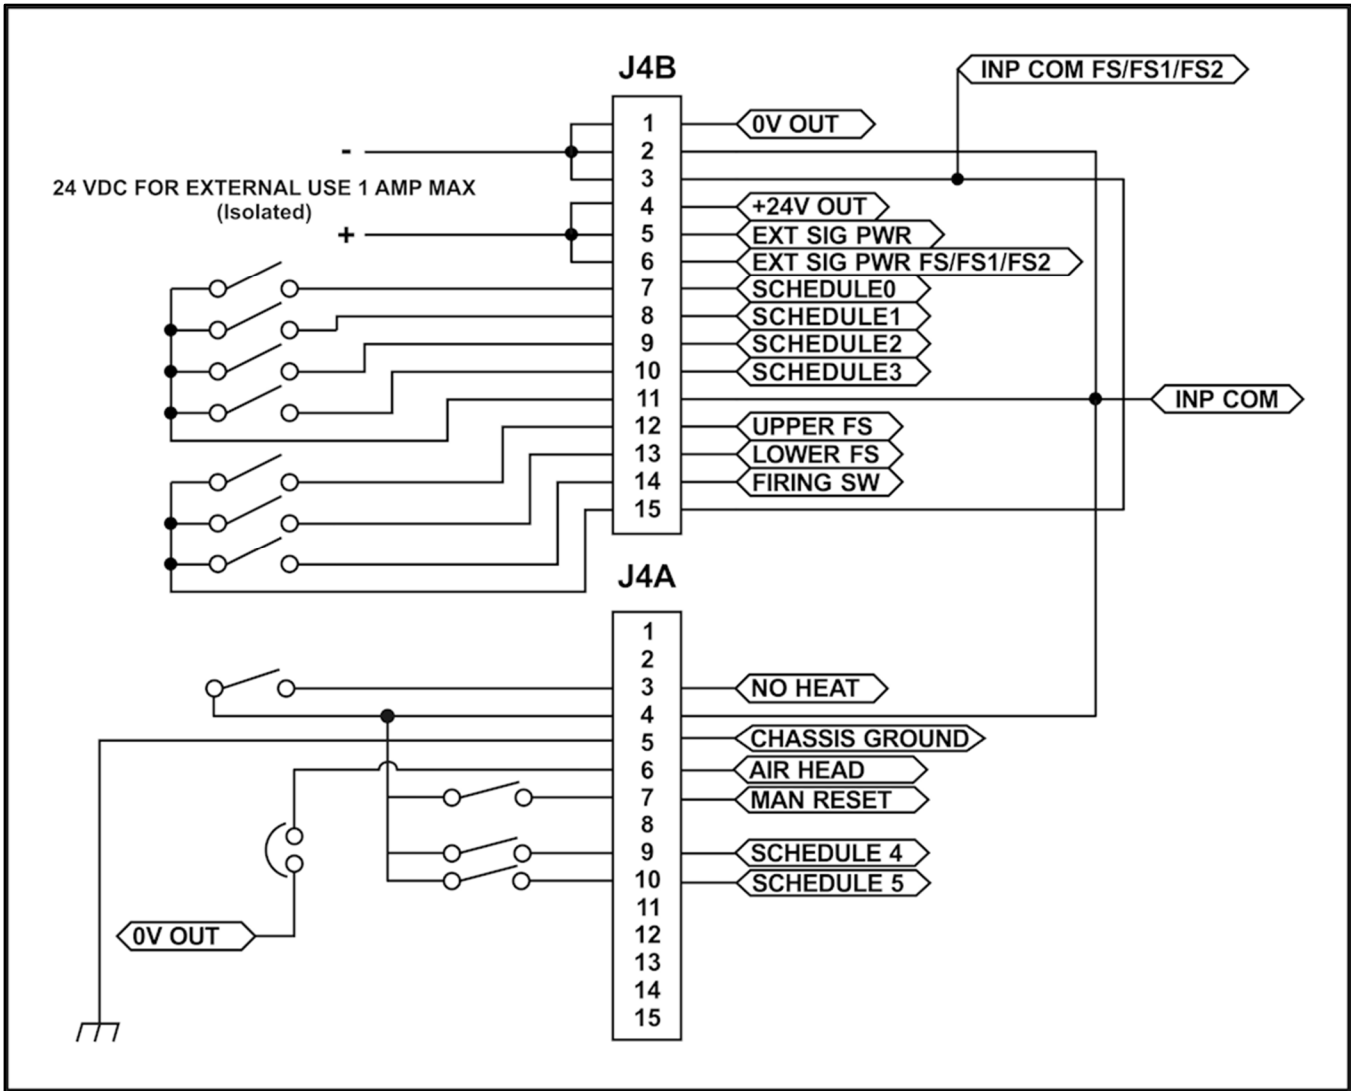 J4B
INP COM FS/FS1/FS2
1 0V OUT
-
2
24 VDC FOR EXTERNAL USE 1 AMP MAX
(Isolated)
3
4 +24V OUT
+
5 EXT SIG PWR
6 EXT SIG PWR FS/FS1/FS2
7 SCHEDULE0
8 SCHEDULE1
9 SCHEDULE2
10 SCHEDULE3
11 INP COM
12 UPPER FS
13 LOWER FS
14 FIRING SW
15
J4A
1
2
3 NO HEAT
4
5 CHASSIS GROUND
6 AIR HEAD
7 MAN RESET
8
9 SCHEDULE 4
10 SCHEDULE 5
11
0V OUT
12
13
14
15